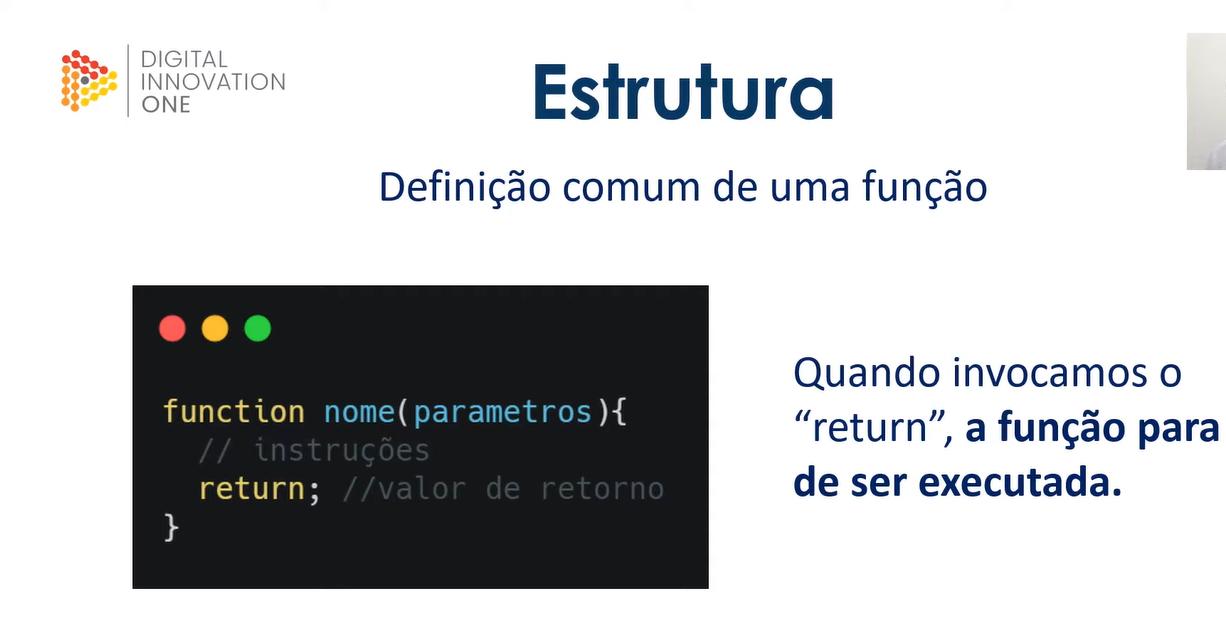 DIGITAL
INNOVATION
ONE
Estrutura
Definição comum de uma função
function nome(parametros){
// instruções
return; //valor de retorno
}
Quando invocamos o
“return”, a função para
de ser executada.